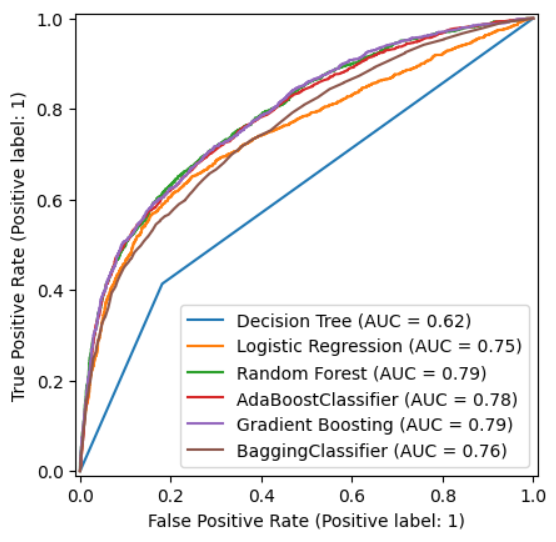 True Positive Rate (Positive label: 1)
1.0
0.8
0.6
0.4
0.2
0.0
Decision Tree (AUC = 0.62)
Logistic Regression (AUC = 0.75)
Random Forest (AUC = 0.79)
AdaBoostClassifier (AUC = 0.78)
Gradient Boosting (AUC = 0.79)
BaggingClassifier (AUC = 0.76)
0.0 0.2 0.4 0.6 0.8 1.0
False Positive Rate (Positive label: 1)